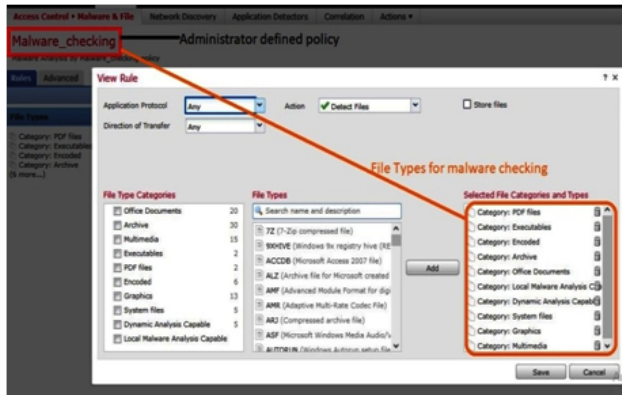 Access Control ▸ Malware & File Network Discovery Application Detectors Correlation Actions ▾
Malware_checking Administrator defined policy
Rules Advanced
View Rule ? x
Application Protocol Any Action Detect Files Store files
Direction of Transfer Any
File Types
Category: PDF files
Category: Executables
Category: Encoded
Category: Archive
(6 more...)
File Types for malware checking
File Type Categories
Office Documents 20
Archive 30
Multimedia 15
Executables 2
PDF files 2
Encoded 6
Graphics 13
System files 5
Dynamic Analysis Capable 5
Local Malware Analysis Capable
File Types
Search name and description
7Z (7-Zip compressed file)
9XHIVE (Windows 9x registry hive (RE
ACCDB (Microsoft Access 2007 file)
ALZ (Archive file for Microsoft created
AMF (Advanced Module Format for digi
AMR (Adaptive Multi-Rate Codec File)
ARJ (Compressed archive file)
ASF (Microsoft Windows Media Audio/V
AUTORUN (Windows Autorun setup file
Add
Selected File Categories and Types
Category: PDF files
Category: Executables
Category: Encoded
Category: Archive
Category: Office Documents
Category: Local Malware Analysis C
Category: Dynamic Analysis Capabl
Category: System files
Category: Graphics
Category: Multimedia
Save Cancel